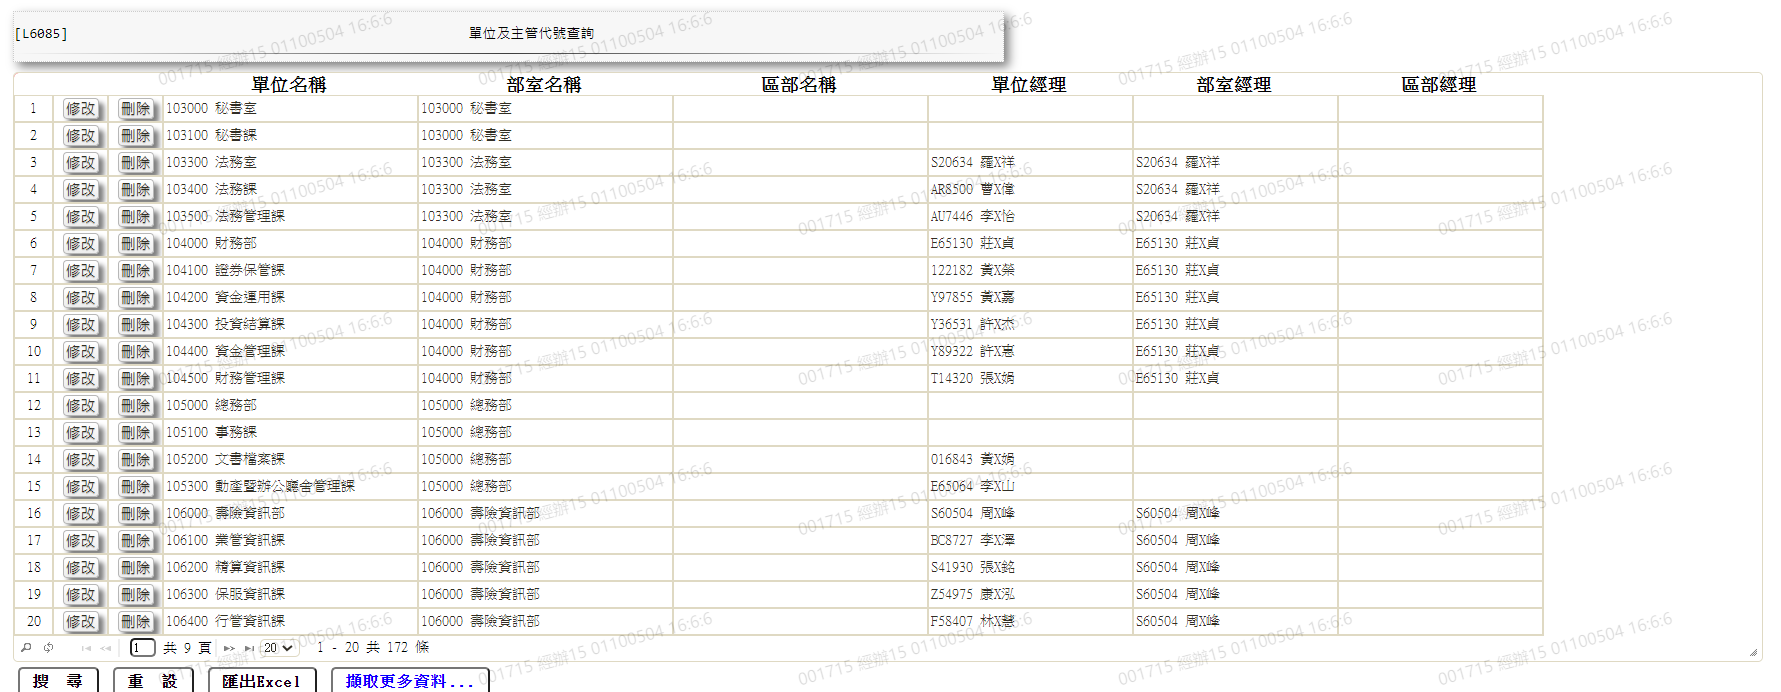 [L6085] 單位及主管代號查詢
單位名稱 部室名稱 區部名稱 單位經理 部室經理 區部經理
1 修改 刪除 103000 秘書室 103000 秘書室
2 修改 刪除 103100 秘書課 103000 秘書室
3 修改 刪除 103300 法務室 103300 法務室 S20634 羅X祥 S20634 羅X祥
4 修改 刪除 103400 法務課 103300 法務室 AR8500 曹X偉 S20634 羅X祥
5 修改 刪除 103500 法務管理課 103300 法務室 AU7446 李X怡 S20634 羅X祥
6 修改 刪除 104000 財務部 104000 財務部 E65130 莊X貞 E65130 莊X貞
7 修改 刪除 104100 證券保管課 104000 財務部 122182 黃X榮 E65130 莊X貞
8 修改 刪除 104200 資金運用課 104000 財務部 Y97855 黃X嘉 E65130 莊X貞
9 修改 刪除 104300 投資結算課 104000 財務部 Y36531 許X杰 E65130 莊X貞
10 修改 刪除 104400 資金管理課 104000 財務部 Y89322 許X惠 E65130 莊X貞
11 修改 刪除 104500 財務管理課 104000 財務部 T14320 張X娟 E65130 莊X貞
12 修改 刪除 105000 總務部 105000 總務部
13 修改 刪除 105100 事務課 105000 總務部
14 修改 刪除 105200 文書檔案課 105000 總務部 016843 黃X娟
15 修改 刪除 105300 動產暨辦公廳舍管理課 105000 總務部 E65064 李X山
16 修改 刪除 106000 壽險資訊部 106000 壽險資訊部 S60504 周X峰 S60504 周X峰
17 修改 刪除 106100 業管資訊課 106000 壽險資訊部 BC8727 李X澤 S60504 周X峰
18 修改 刪除 106200 精算資訊課 106000 壽險資訊部 S41930 張X銘 S60504 周X峰
19 修改 刪除 106300 保服資訊課 106000 壽險資訊部 Z54975 康X泓 S60504 周X峰
20 修改 刪除 106400 行管資訊課 106000 壽險資訊部 F58407 林X慧 S60504 周X峰
1 共 9 頁 20 1 - 20 共 172 條
搜 尋 重 設 匯出Excel 擷取更多資料...
001715 經辦15 01100504 16:6:6